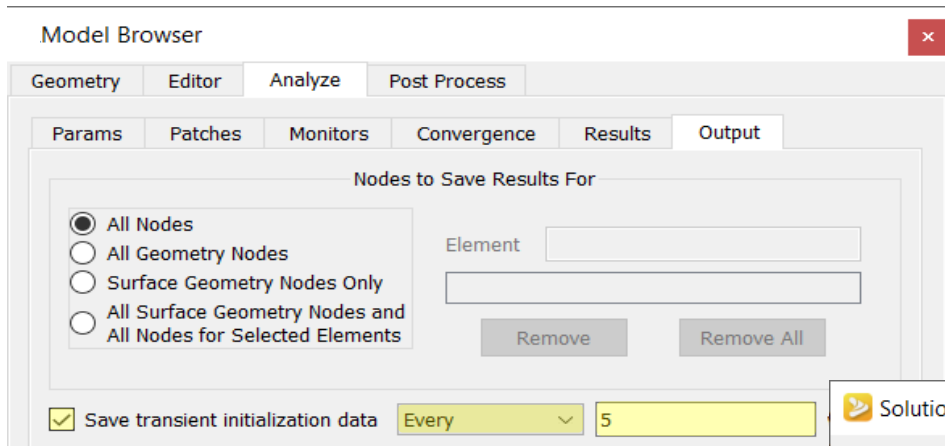 .Model Browser
×
Geometry Editor Analyze Post Process
Params Patches Monitors Convergence Results Output
Nodes to Save Results For
All Nodes
All Geometry Nodes
Surface Geometry Nodes Only
All Surface Geometry Nodes and
All Nodes for Selected Elements
Element
Remove Remove All
Save transient initialization data Every 5
Solutio